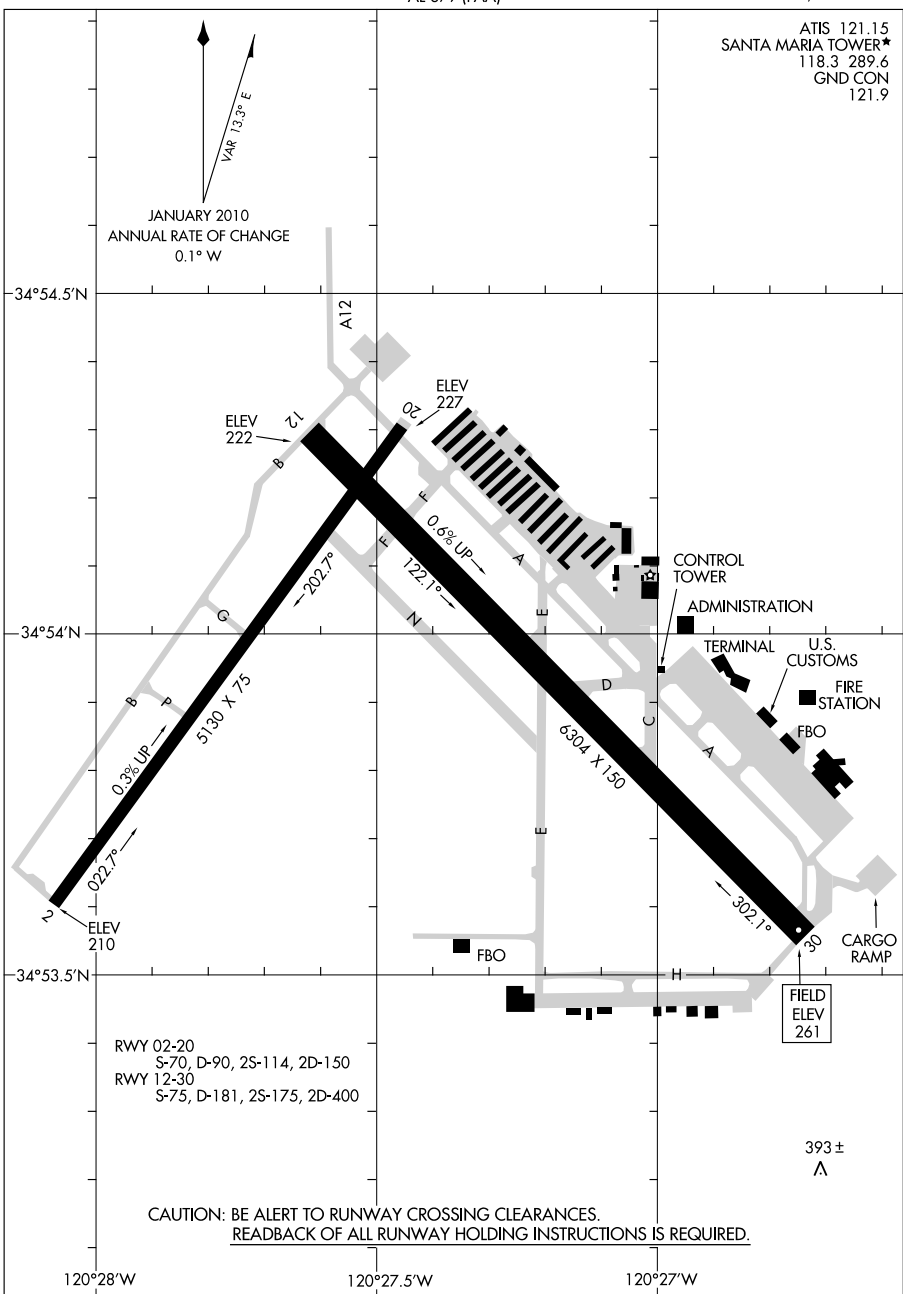 ATIS 121.15
SANTA MARIA TOWER★
118.3 289.6
GND CON
121.9
VAR 13.3° E
JANUARY 2010
ANNUAL RATE OF CHANGE
0.1° W
34°54.5'N
A12
ELEV
227
20
12
ELEV
222
B
F
F
0.6% UP
A
122.1°
202.7°
E
CONTROL
TOWER
ADMINISTRATION
G
N
34°54'N
TERMINAL
U.S.
CUSTOMS
D
FIRE
STATION
B
P
5130 X 75
C
FBO
6304 X 150
A
0.3% UP
E
022.7°
302.1°
2
ELEV
210
30
CARGO
RAMP
FBO
34°53.5'N
H
FIELD
ELEV
261
RWY 02-20
S-70, D-90, 2S-114, 2D-150
RWY 12-30
S-75, D-181, 2S-175, 2D-400
393 ±
CAUTION: BE ALERT TO RUNWAY CROSSING CLEARANCES.
READBACK OF ALL RUNWAY HOLDING INSTRUCTIONS IS REQUIRED.
120°28'W
120°27.5'W
120°27'W